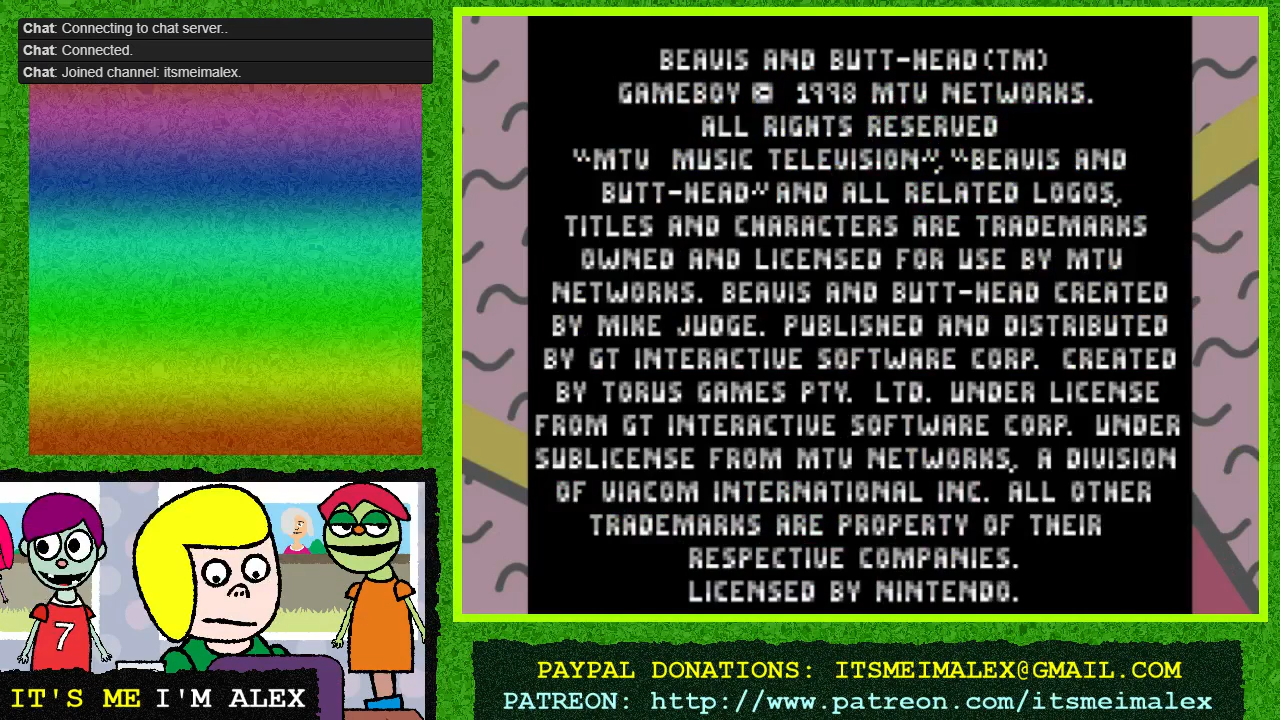 Chat: Connecting to chat server..
Chat: Connected.
Chat: Joined channel: itsmeimalex.
BEAVIS AND BUTT-HEAD(TM)
GAMEBOY © 1998 MTV NETWORKS.
ALL RIGHTS RESERVED
"MTV MUSIC TELEVISION", "BEAVIS AND
BUTT-HEAD" AND ALL RELATED LOGOS,
TITLES AND CHARACTERS ARE TRADEMARKS
OWNED AND LICENSED FOR USE BY MTV
NETWORKS. BEAVIS AND BUTT-HEAD CREATED
BY MIKE JUDGE. PUBLISHED AND DISTRIBUTED
BY GT INTERACTIVE SOFTWARE CORP. CREATED
BY TORUS GAMES PTY. LTD. UNDER LICENSE
FROM GT INTERACTIVE SOFTWARE CORP. UNDER
SUBLICENSE FROM MTV NETWORKS, A DIVISION
OF VIACOM INTERNATIONAL INC. ALL OTHER
TRADEMARKS ARE PROPERTY OF THEIR
RESPECTIVE COMPANIES.
LICENSED BY NINTENDO.
7
IT'S ME I'M ALEX
PAYPAL DONATIONS: ITSMEIMALEX@GMAIL.COM
PATREON: http://www.patreon.com/itsmeimalex